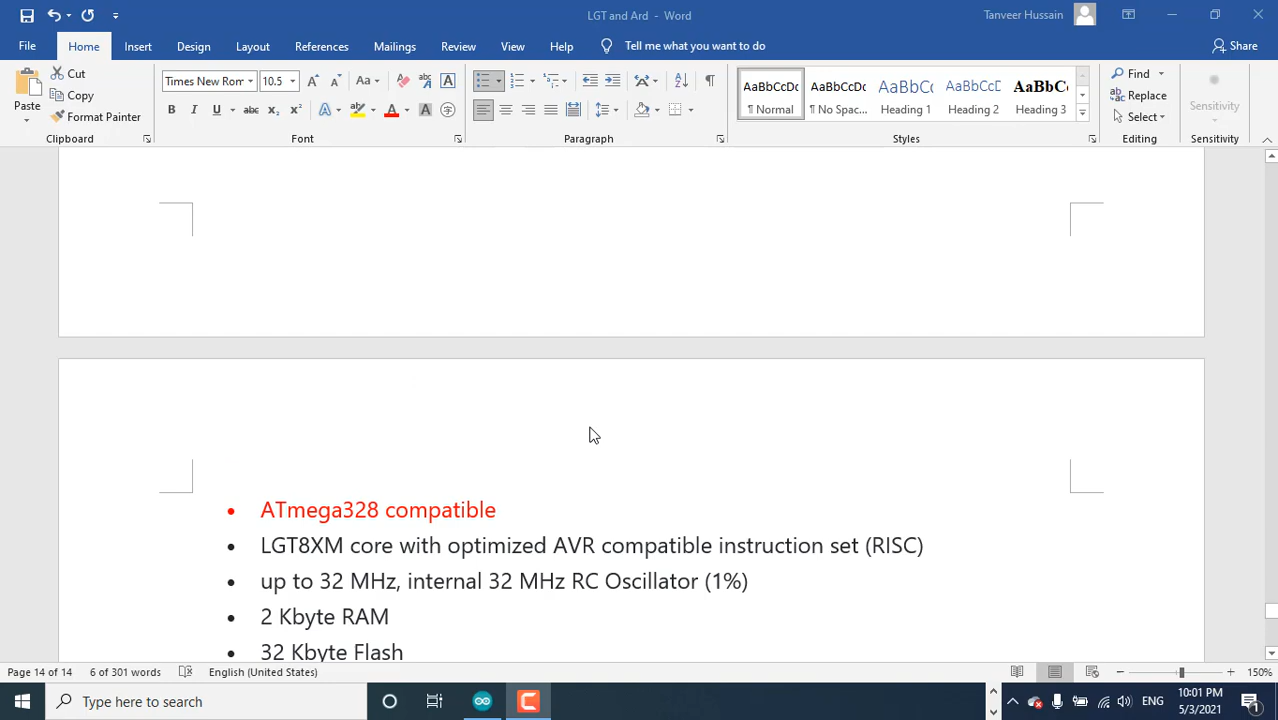 LGT and Ard - Word
Tanveer Hussain
File Home Insert Design Layout References Mailings Review View Help Tell me what you want to do Share
Paste
Cut
Copy
Format Painter
Clipboard
Times New Rom 10.5
Font
Paragraph
AaBbCcDd AaBbCcDd AaBbCc AaBbCcD AaBbCc
¶ Normal ¶ No Spac... Heading 1 Heading 2 Heading 3
Styles
Find
Replace
Select
Editing
Sensitivity
Sensitivity
• ATmega328 compatible
• LGT8XM core with optimized AVR compatible instruction set (RISC)
• up to 32 MHz, internal 32 MHz RC Oscillator (1%)
• 2 Kbyte RAM
32 Kbyte Flash
Page 14 of 14 6 of 301 words English (United States) 150%
Type here to search
ENG
10:01 PM
5/3/2021